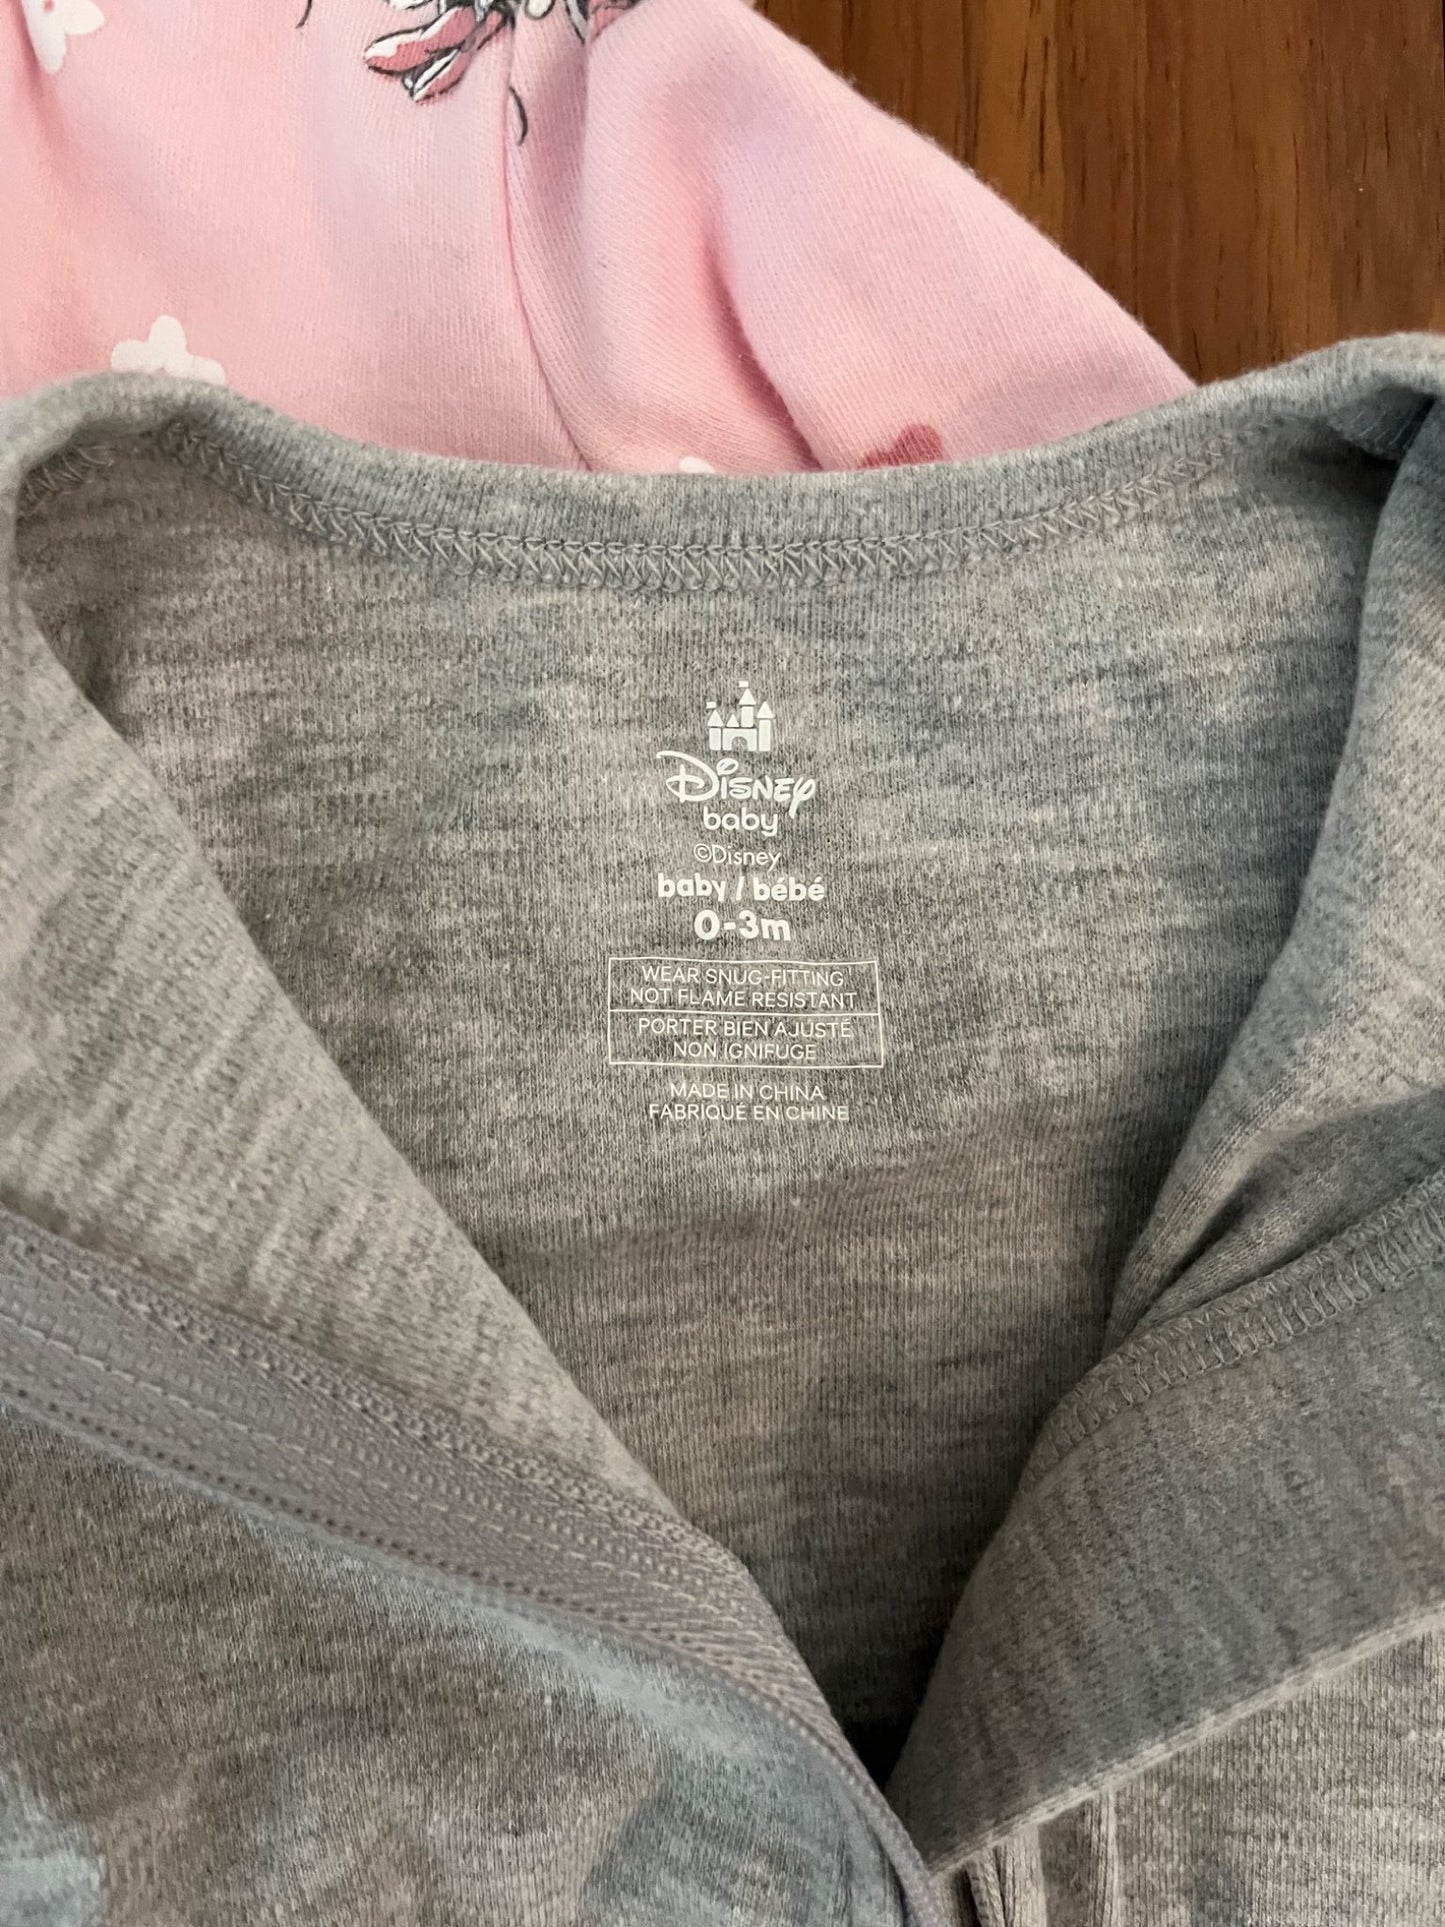 Disney
baby
©Disney
baby / bébé
0-3m
WEAR SNUG-FITTING
NOT FLAME RESISTANT
PORTER BIEN AJUSTÉ
NON IGNIFUGE
MADE IN CHINA
FABRIQUÉ EN CHINE